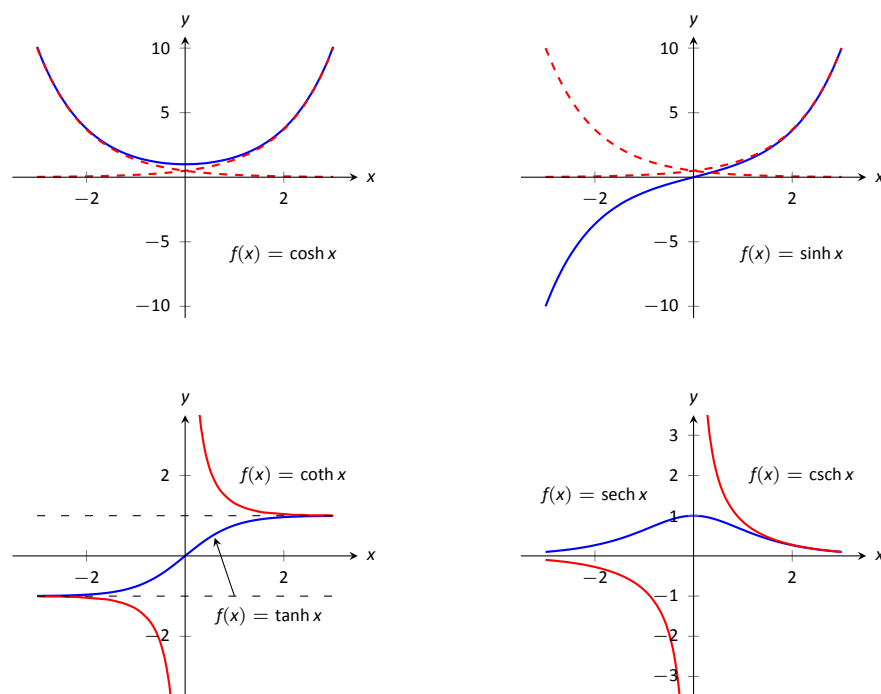 y
10
5
x
−2
2
−5
f(x) = cosh x
−10
y
10
5
x
−2
2
−5
f(x) = sinh x
−10
y
2
f(x) = coth x
x
−2
2
f(x) = tanh x
−2
y
3
f(x) = csch x
2
f(x) = sech x
1
x
−2
2
−1
−2
−3